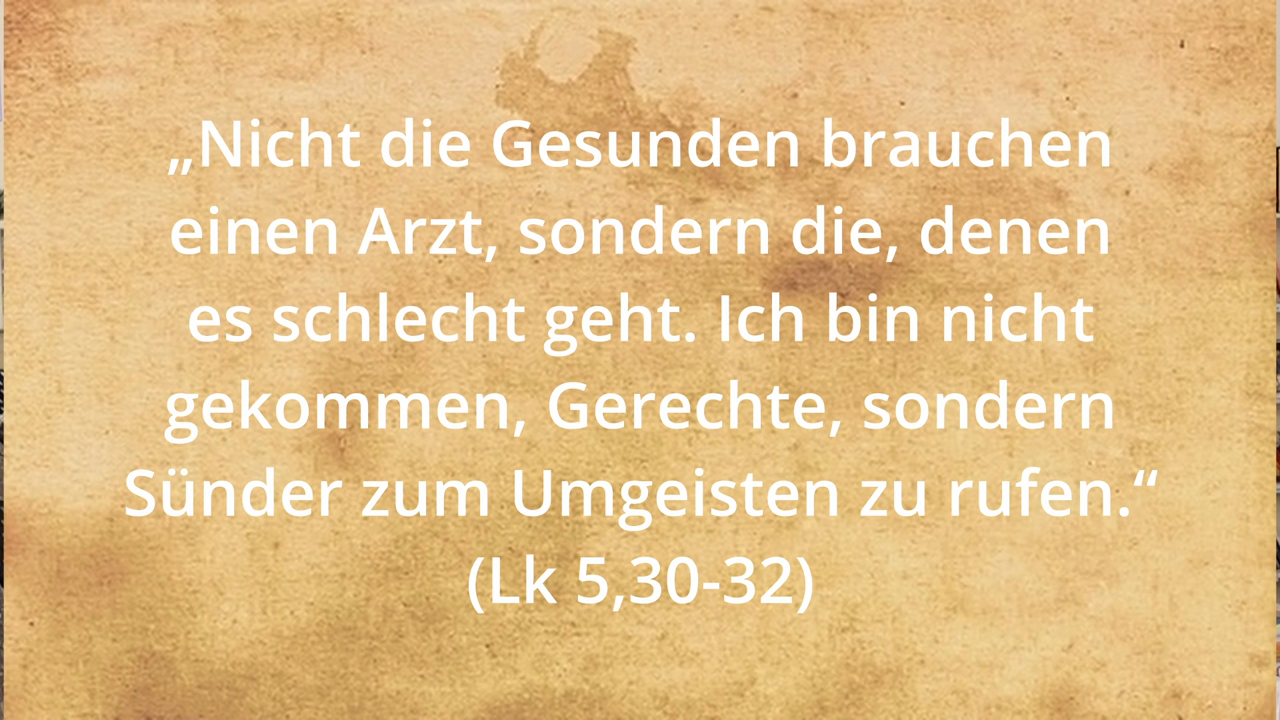 „Nicht die Gesunden brauchen
einen Arzt, sondern die, denen
es schlecht geht. Ich bin nicht
gekommen, Gerechte, sondern
Sünder zum Umgeisten zu rufen.“
(Lk 5,30-32)